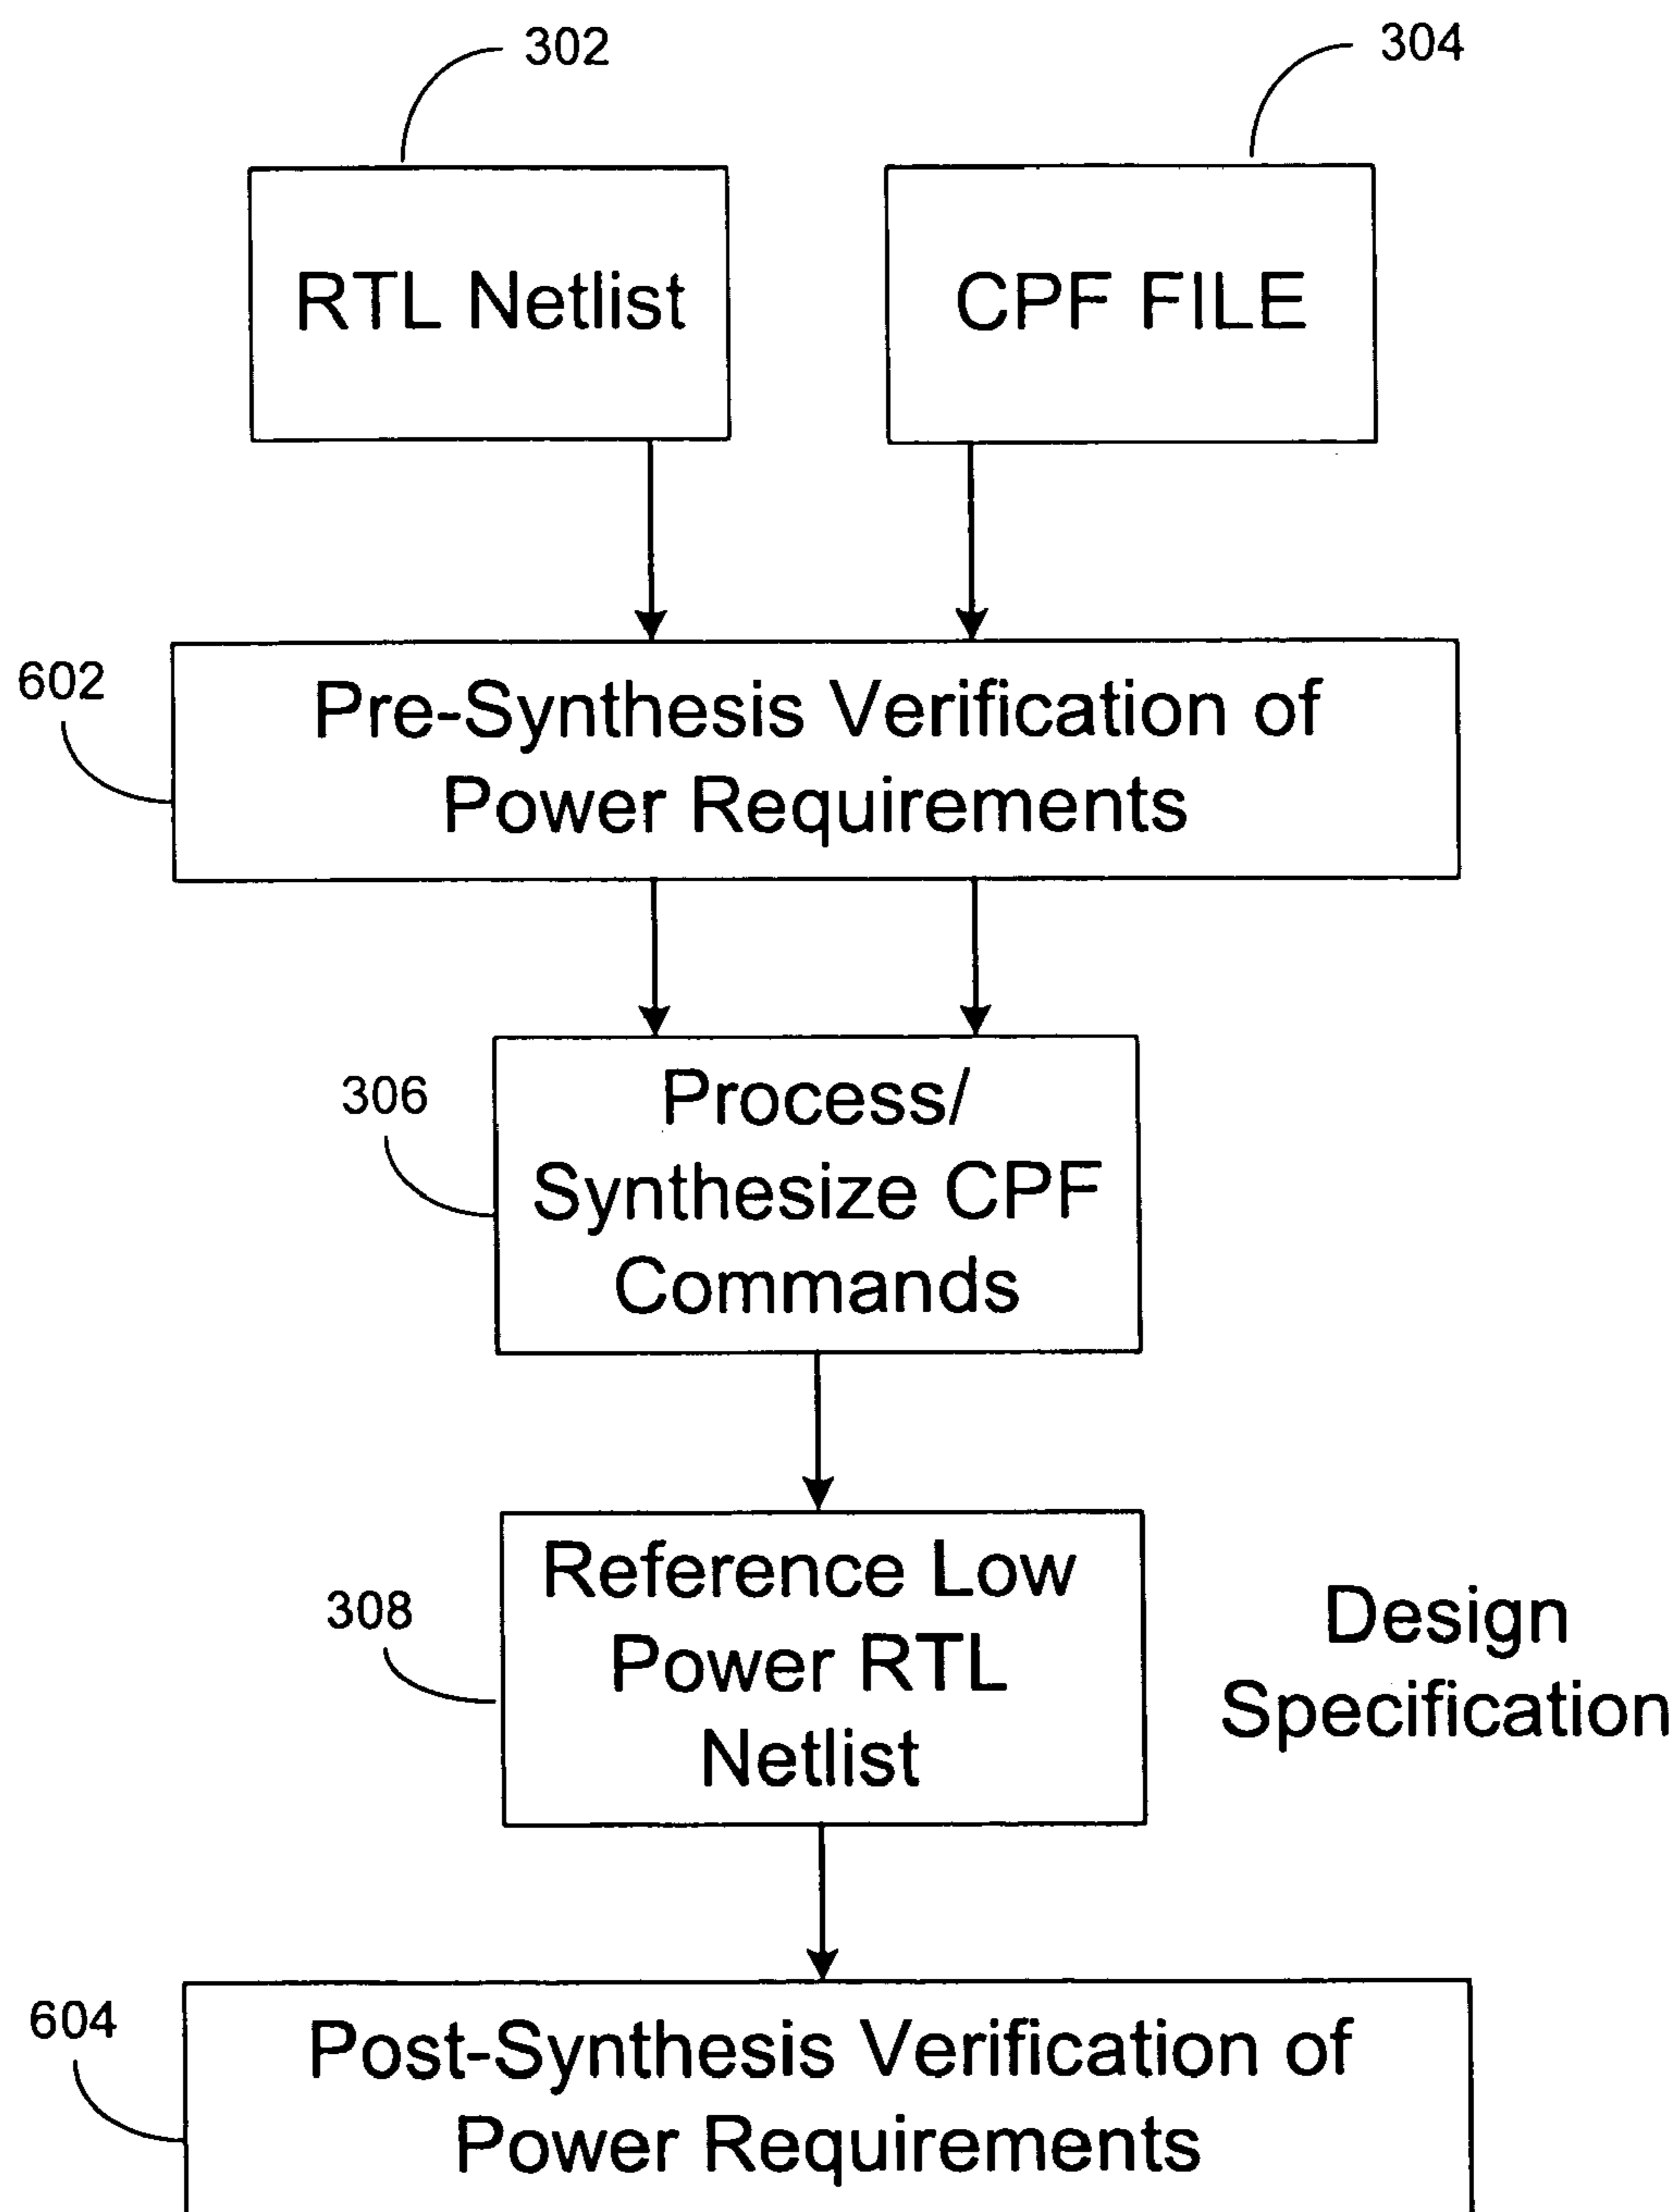 302
304
RTL Netlist
CPF FILE
602
Pre-Synthesis Verification of
Power Requirements
306
Process/
Synthesize CPF
Commands
308
Reference Low
Power RTL
Netlist
Design
Specification
604
Post-Synthesis Verification of
Power Requirements